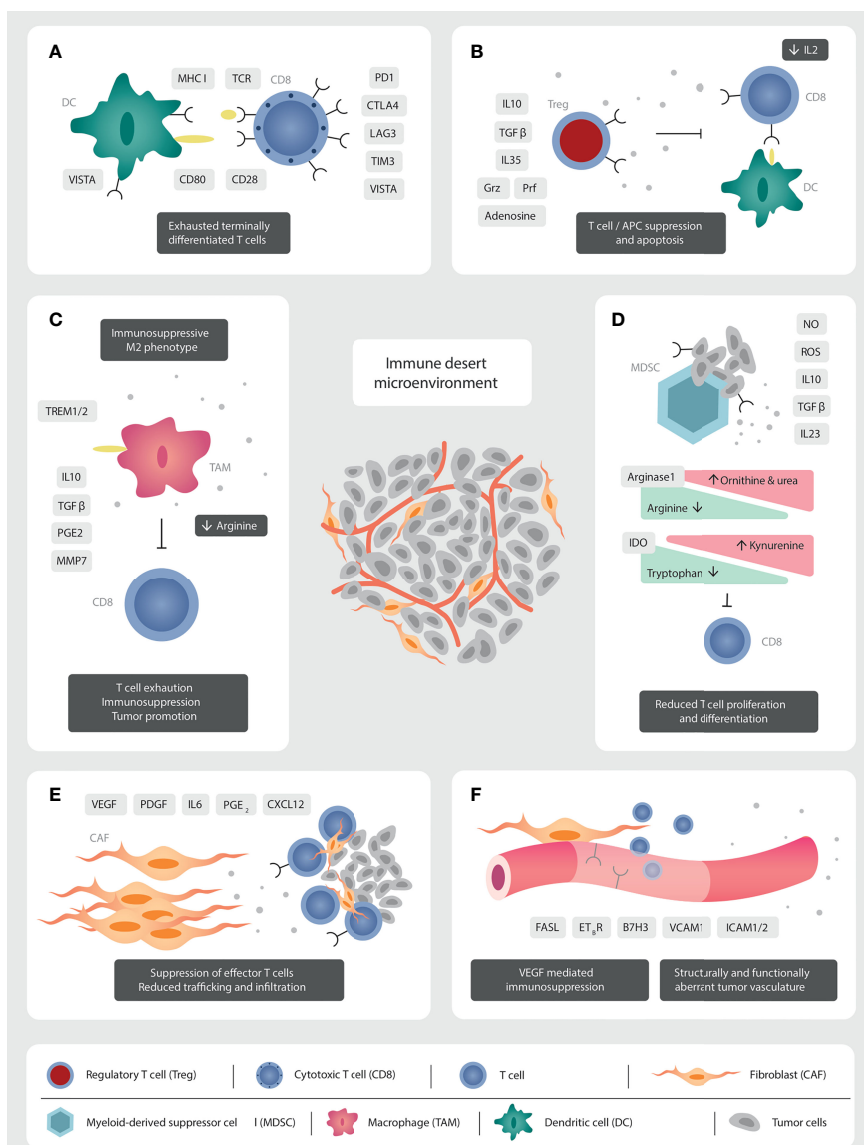 A
MHC I
TCR
CD8
DC
PD1
CTLA4
LAG3
TIM3
VISTA
VISTA
CD80
CD28
Exhausted terminally
differentiated T cells
B
↓ IL2
Treg
CD8
IL10
TGF β
IL35
Grz
Prf
Adenosine
DC
T cell / APC suppression
and apoptosis
C
Immunosuppressive
M2 phenotype
TREM1/2
TAM
IL10
TGF β
PGE2
MMP7
↓ Arginine
CD8
T cell exhaution
Immunosuppression
Tumor promotion
Immune desert
microenvironment
D
MDSC
NO
ROS
IL10
TGF β
IL23
Arginase1
↑ Ornithine & urea
Arginine ↓
IDO
↑ Kynurenine
Tryptophan ↓
CD8
Reduced T cell proliferation
and differentiation
E
VEGF
PDGF
IL6
PGE2
CXCL12
CAF
Suppression of effector T cells
Reduced trafficking and infiltration
F
FASL
ETBR
B7H3
VCAM1
ICAM1/2
VEGF mediated
immunosuppression
Structurally and functionally
aberrant tumor vasculature
Regulatory T cell (Treg)
Cytotoxic T cell (CD8)
T cell
Fibroblast (CAF)
Myeloid-derived suppressor cel l (MDSC)
Macrophage (TAM)
Dendritic cell (DC)
Tumor cells